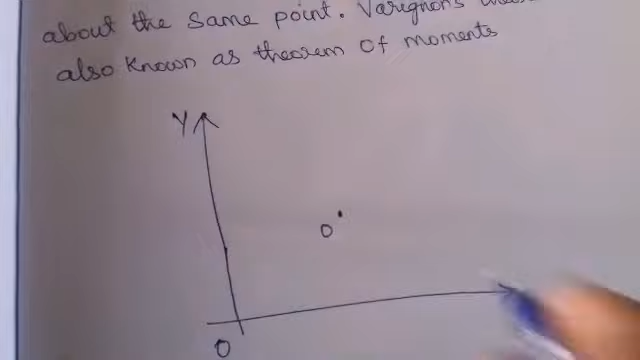 about the same point. Varignon's
also known as theorem of moments
Y
O
O